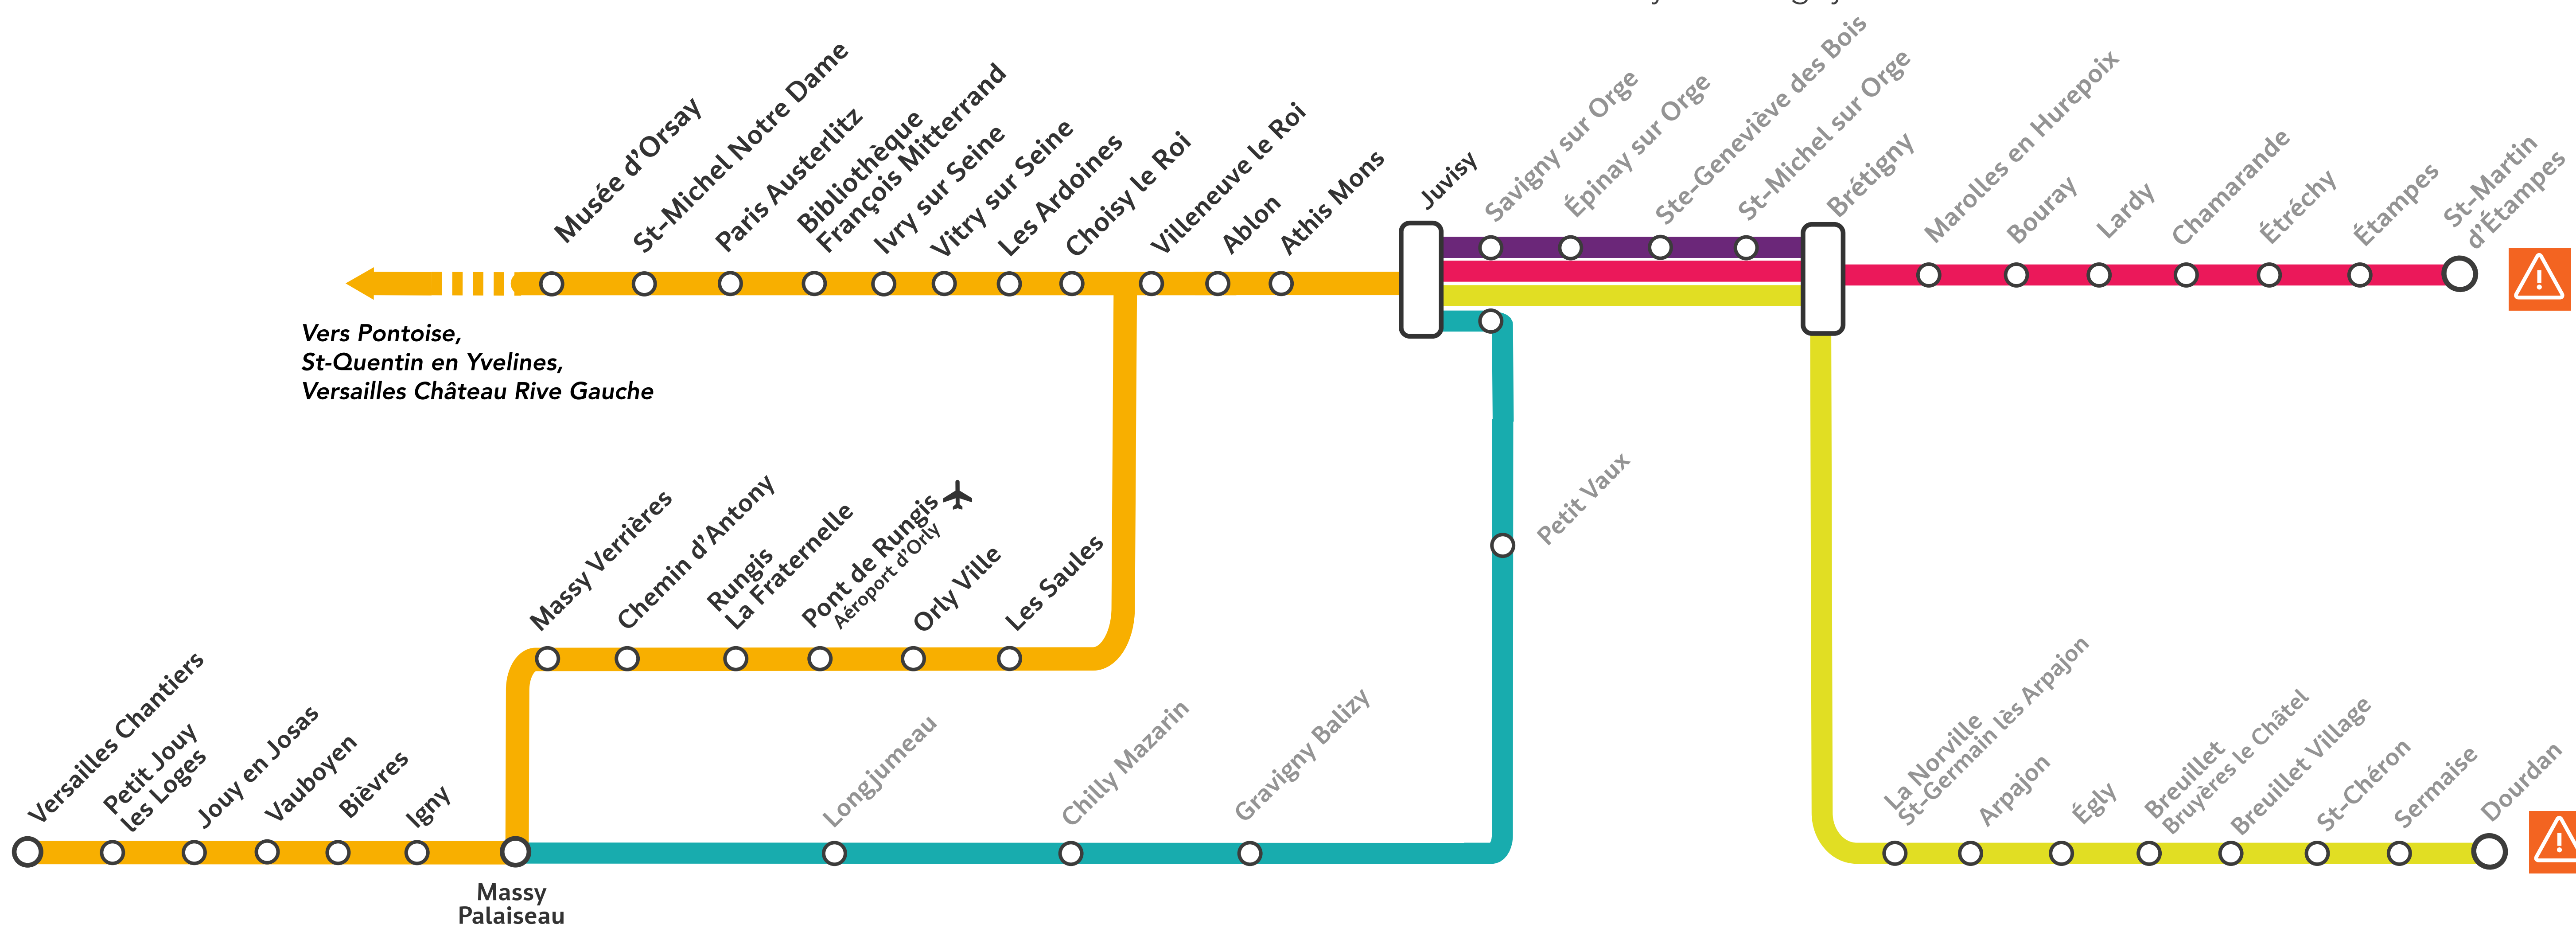 Musée d'Orsay
St-Michel Notre Dame
Paris Austerlitz
Bibliothèque
François Mitterrand
Ivry sur Seine
Vitry sur Seine
Les Ardoines
Choisy le Roi
Villeneuve le Roi
Ablon
Athis Mons
Juvisy
Savigny sur Orge
Épinay sur Orge
Ste-Geneviève des Bois
St-Michel sur Orge
Brétigny
Marolles en Hurepoix
Bouray
Lardy
Chamarande
Étréchy
Étampes
St-Martin
d'Étampes
Vers Pontoise,
St-Quentin en Yvelines,
Versailles Château Rive Gauche
Massy Verrières
Chemin d'Antony
Rungis
La Fraternelle
Pont de Rungis
Aéroport d'Orly
Orly Ville
Les Saules
Petit Vaux
Versailles Chantiers
Petit Jouy
les Loges
Jouy en Josas
Vauboyen
Bièvres
Igny
Massy
Palaiseau
Longjumeau
Chilly Mazarin
Gravigny Balizy
La Norville
St-Germain lès Arpajon
Arpajon
Égly
Breuillet
Bruyères le Châtel
Breuillet Village
St-Chéron
Sermaise
Dourdan